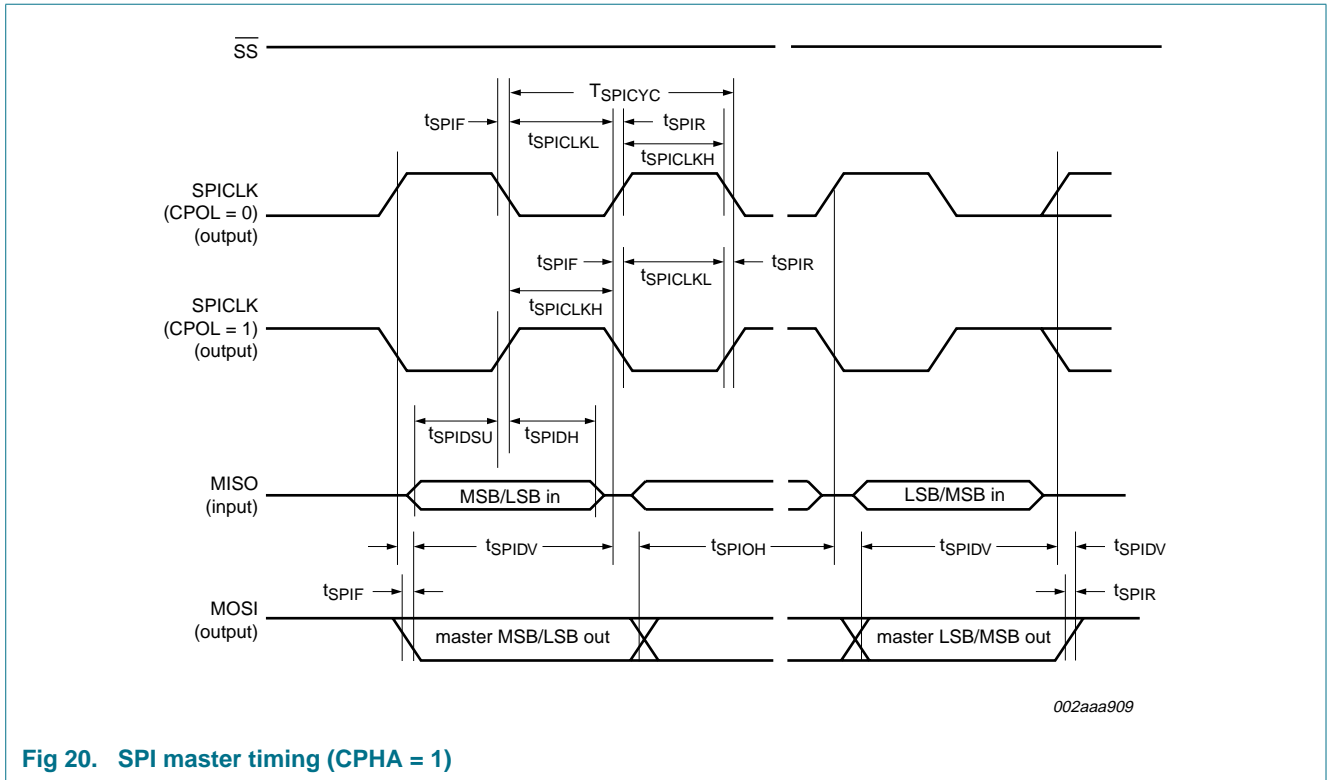 SS
TSPICYC
tSPIF
tSPICLKL
tSPIR
tSPICLKH
SPICLK
(CPOL = 0)
(output)
tSPIF
tSPICLKL
tSPIR
tSPICLKH
SPICLK
(CPOL = 1)
(output)
tSPIDSU
tSPIDH
MISO
(input)
MSB/LSB in
LSB/MSB in
tSPIDV
tSPIOH
tSPIDV
tSPIDV
tSPIF
tSPIR
MOSI
(output)
master MSB/LSB out
master LSB/MSB out
002aaa909
Fig 20. SPI master timing (CPHA = 1)